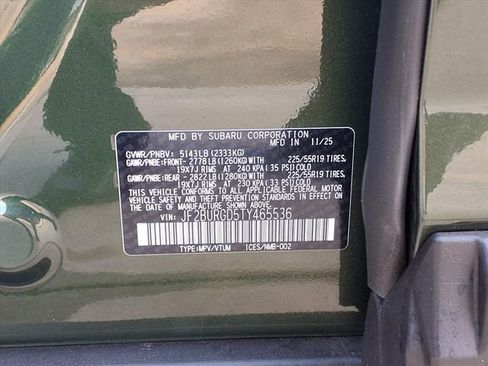 MFD BY SUBARU CORPORATION 11/25
GVWR/PNBV: 5143LB (2333KG)
GAWR/PNBE: FRONT- 2778LB (1260KG) WITH 225/55R19 TIRES,
19X7J RIMS AT 240 KPA (35 PSI) COLD
GAWR/PNBE: REAR - 2822LB (1280KG) WITH 225/55R19 TIRES,
19X7J RIMS AT 230 KPA (33 PSI) COLD
THIS VEHICLE CONFORMS TO ALL APPLICABLE FEDERAL MOTOR
VEHICLE SAFETY AND THEFT PREVENTION STANDARDS IN EFFECT
ON THE DATE OF MANUFACTURE SHOWN ABOVE.
VIN: JF2BURGD5TY465536
TYPE:MPV/VTUM ICES/NMB-002